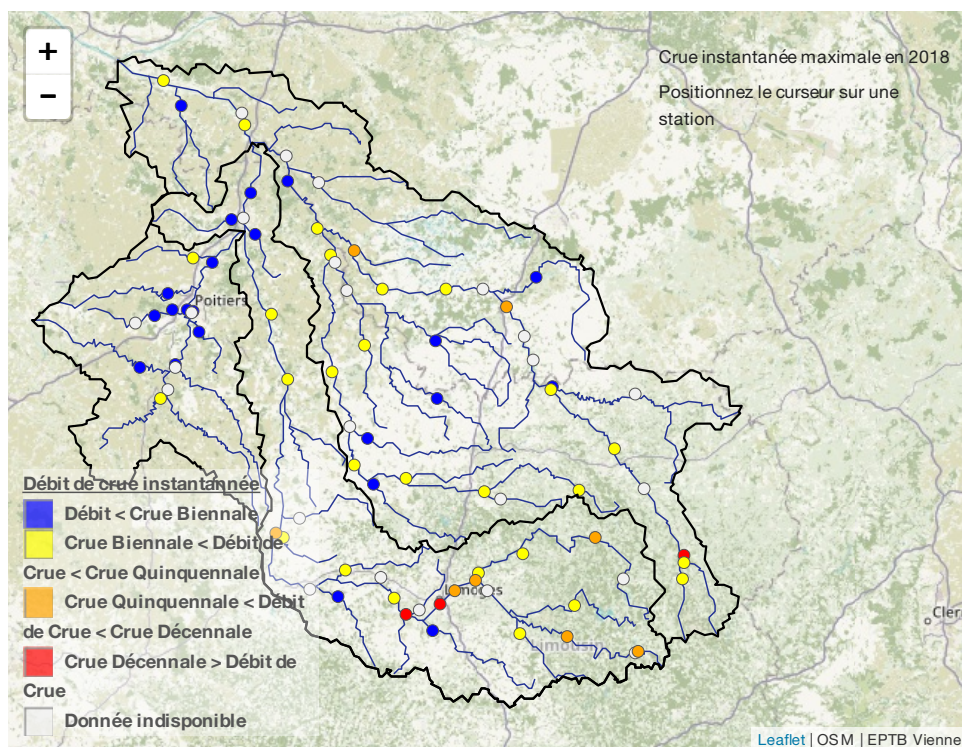 +
−
Crue instantanée maximale en 2018
Positionnez le curseur sur une
station
Poitiers
Débit de crue instantannée
Débit < Crue Biennale
Crue Biennale < Débit de
Crue < Crue Quinquennale
Crue Quinquennale < Débit
de Crue < Crue Décennale
Crue Décennale > Débit de
Crue
Donnée indisponible
Limoges
Limousin
Cler
Leaflet | OSM | EPTB Vienne